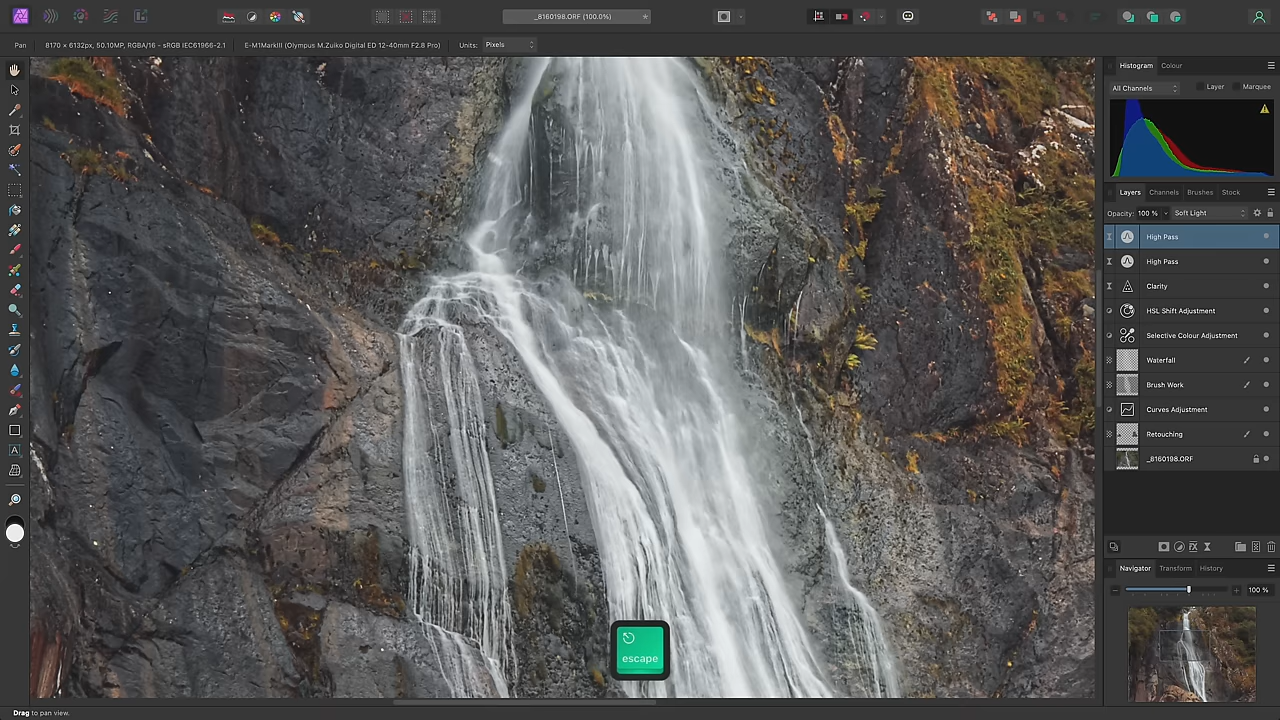 _8160198.ORF (100.0%)
Pan
8170 × 6132px, 50.10MP, RGBA/16 - sRGB IEC61966-2.1
E-M1MarkIII (Olympus M.Zuiko Digital ED 12-40mm F2.8 Pro)
Units:
Pixels
Histogram
Colour
All Channels
Layer
Marquee
Layers
Channels
Brushes
Stock
Opacity:
100 %
Soft Light
High Pass
High Pass
Clarity
HSL Shift Adjustment
Selective Colour Adjustment
Waterfall
Brush Work
Curves Adjustment
Retouching
_8160198.ORF
Navigator
Transform
History
100 %
escape
Drag to pan view.